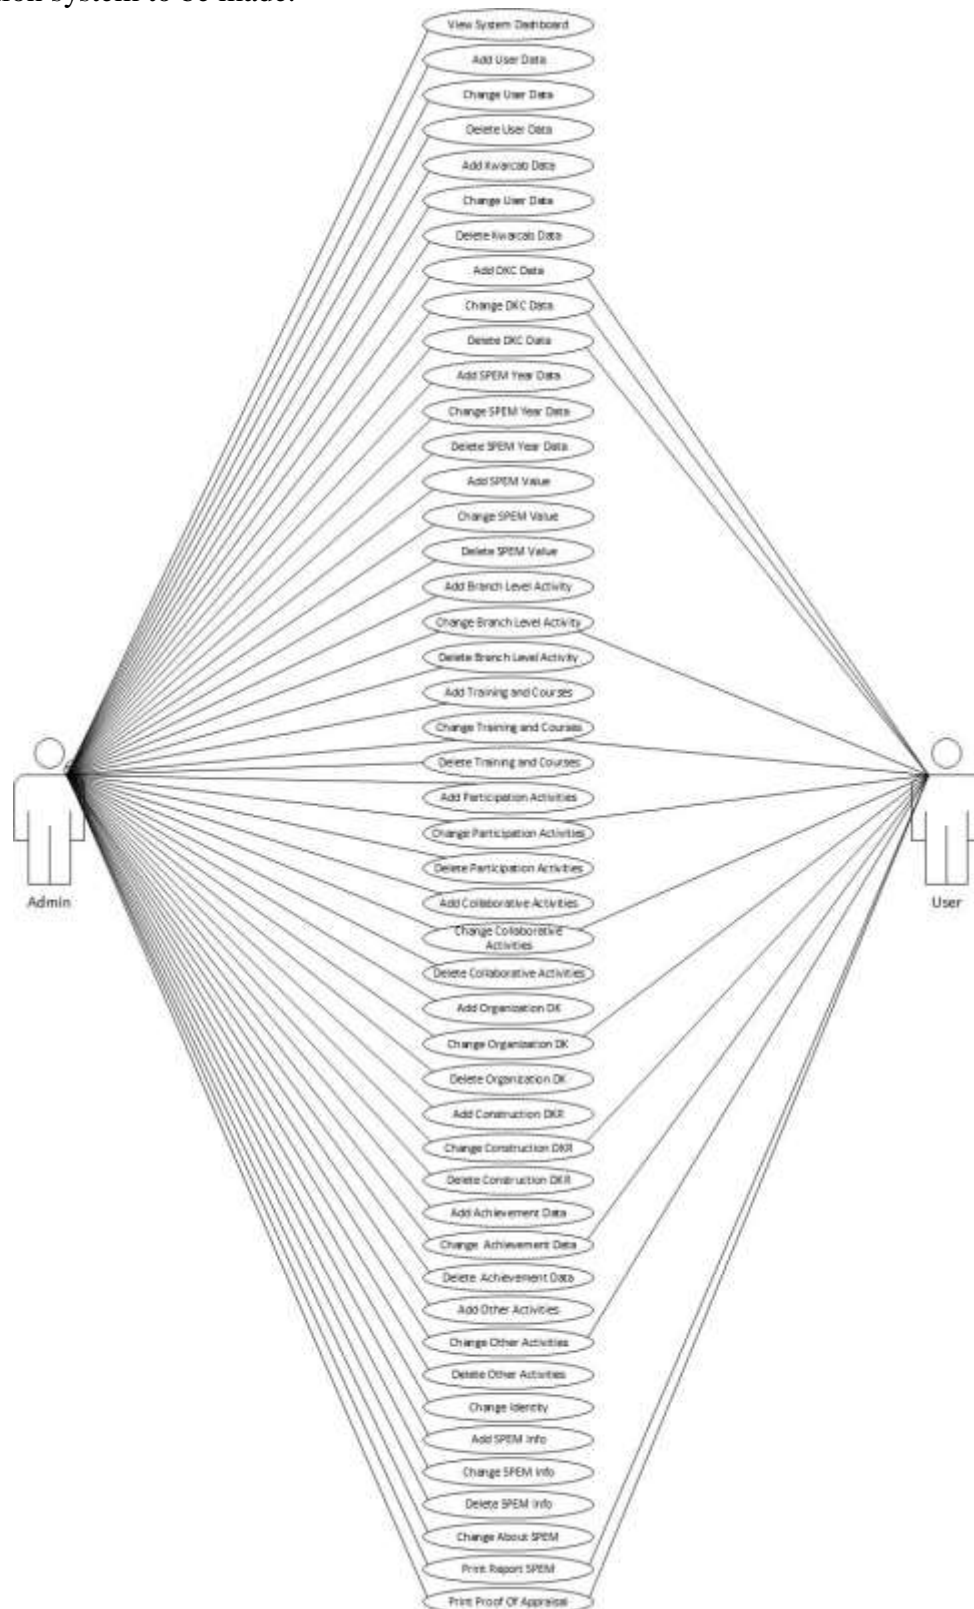 ion system to be made.
View System Dashboard
Add User Data
Change User Data
Delete User Data
Add Kwarcab Data
Change User Data
Delete Kwarcab Data
Add DKC Data
Change DKC Data
Delete DKC Data
Add SPEM Year Data
Change SPEM Year Data
Delete SPEM Year Data
Add SPEM Value
Change SPEM Value
Delete SPEM Value
Add Branch Level Activity
Change Branch Level Activity
Delete Branch Level Activity
Add Training and Courses
Change Training and Courses
Delete Training and Courses
Add Participation Activities
Change Participation Activities
Delete Participation Activities
Admin
Add Collaborative Activities
User
Change Collaborative
Activities
Delete Collaborative Activities
Add Organization DK
Change Organization DK
Delete Organization DK
Add Construction DKR
Change Construction DKR
Delete Construction DKR
Add Achievement Data
Change Achievement Data
Delete Achievement Data
Add Other Activities
Change Other Activities
Delete Other Activities
Change Identity
Add SPEM Info
Change SPEM Info
Delete SPEM Info
Change About SPEM
Print Report SPEM
Print Proof Of Appraisal